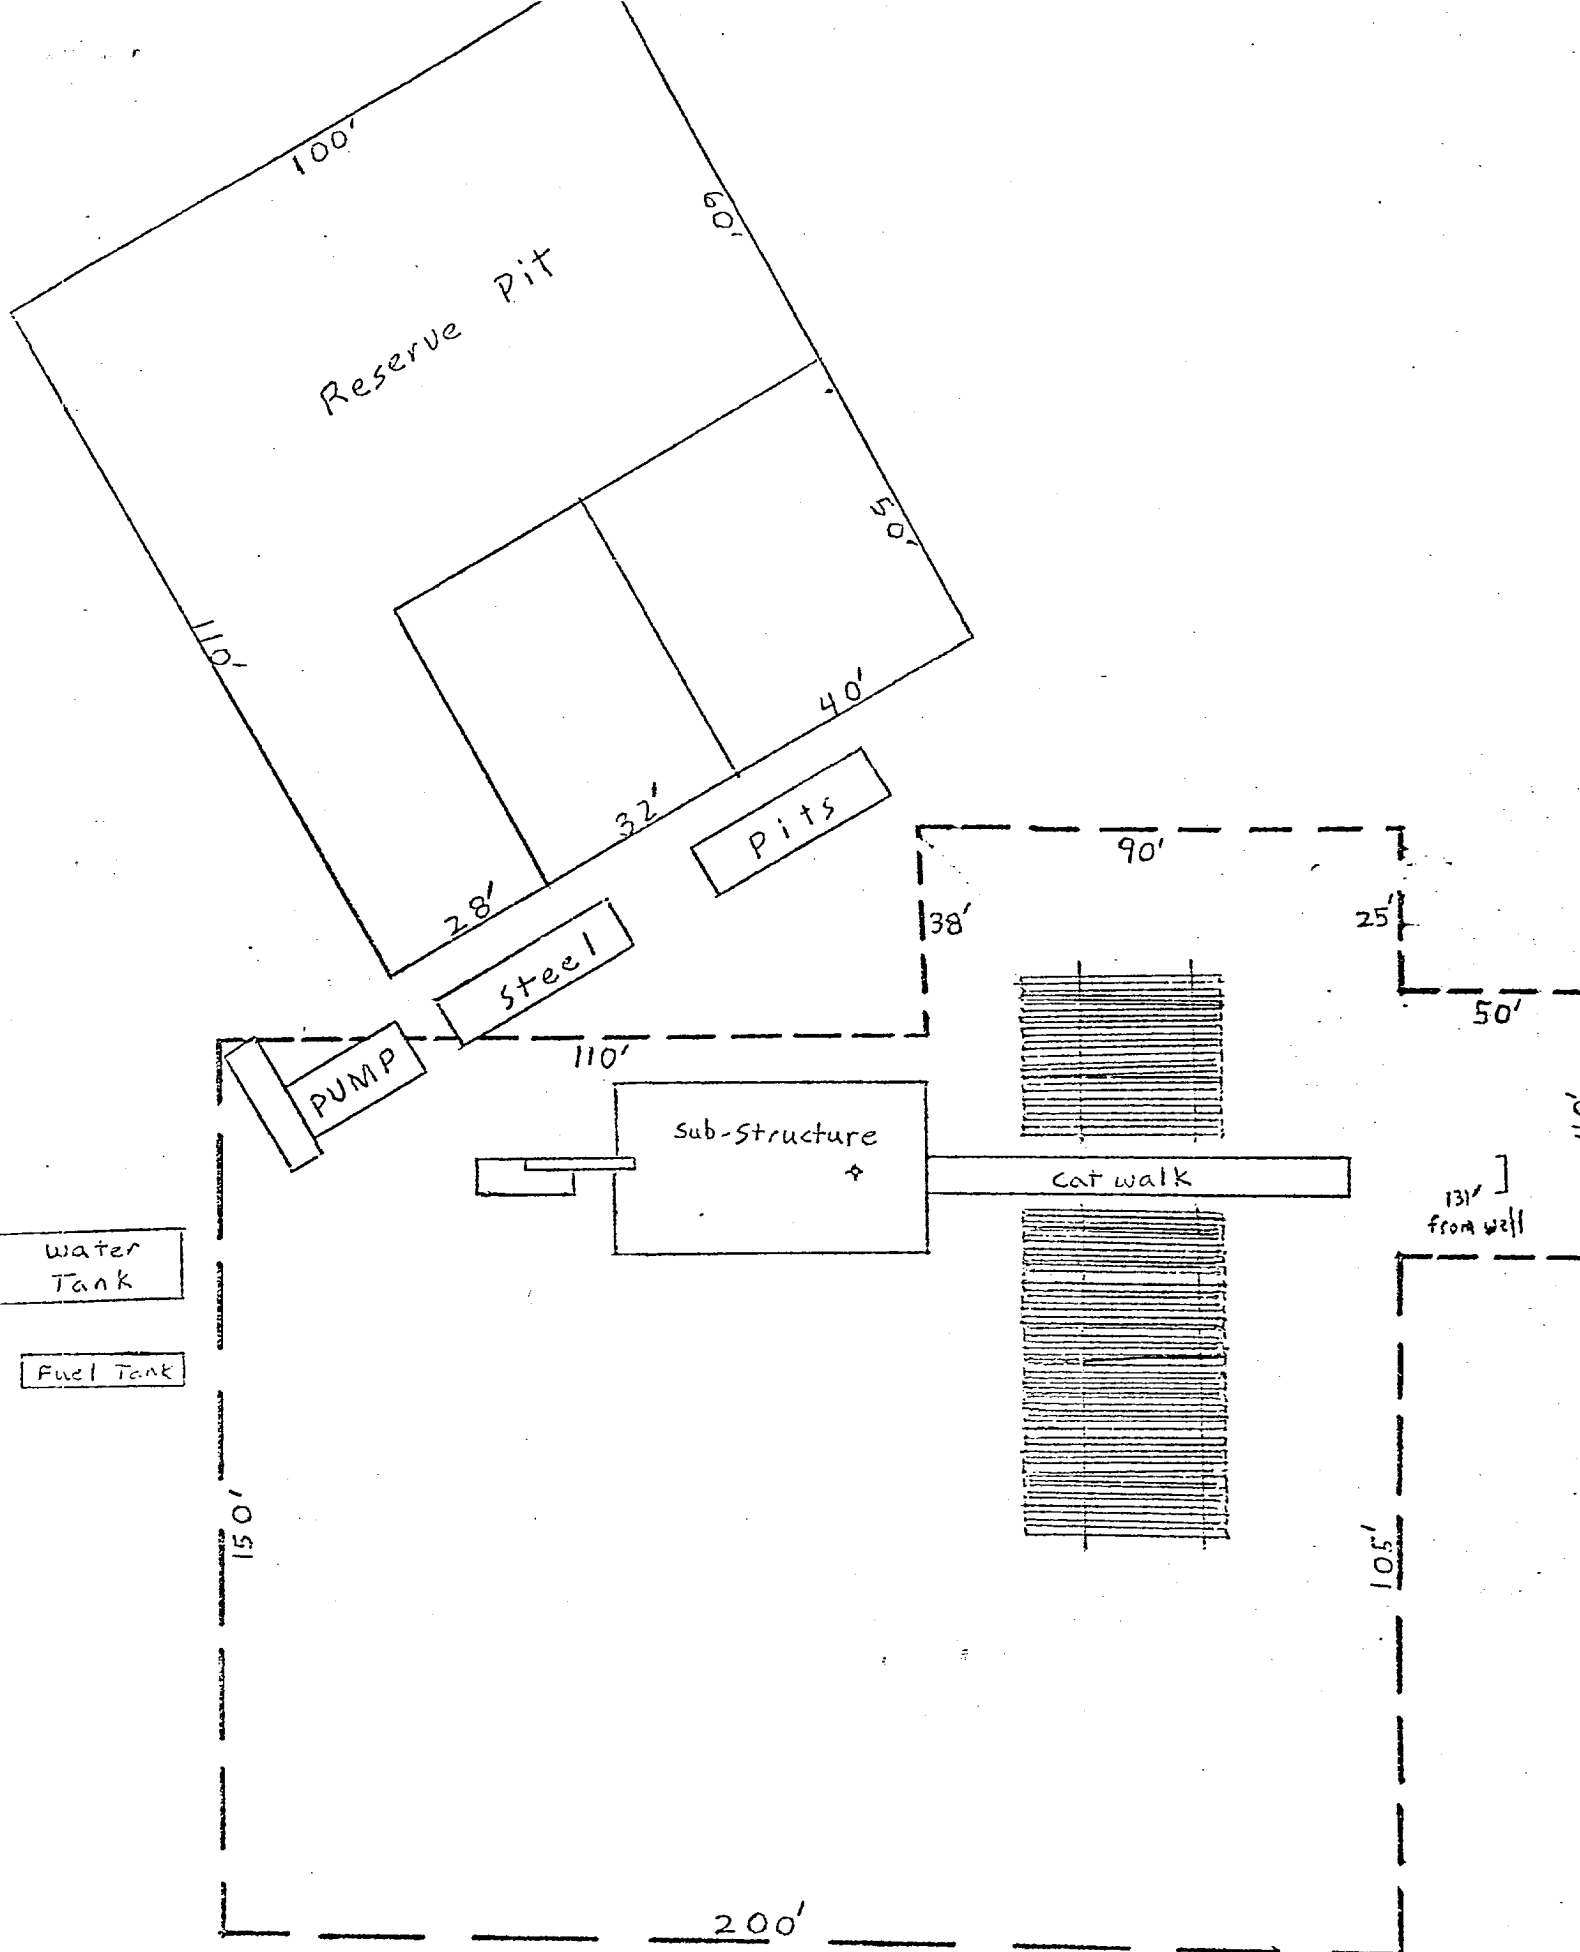 100'
60'
Reserve Pit
50'
110'
40'
32'
Pits
28'
steel
90'
38'
25'
50'
PUMP
110'
Sub-Structure
cat walk
131'
from well
Water
Tank
Fuel Tank
150'
105'
200'